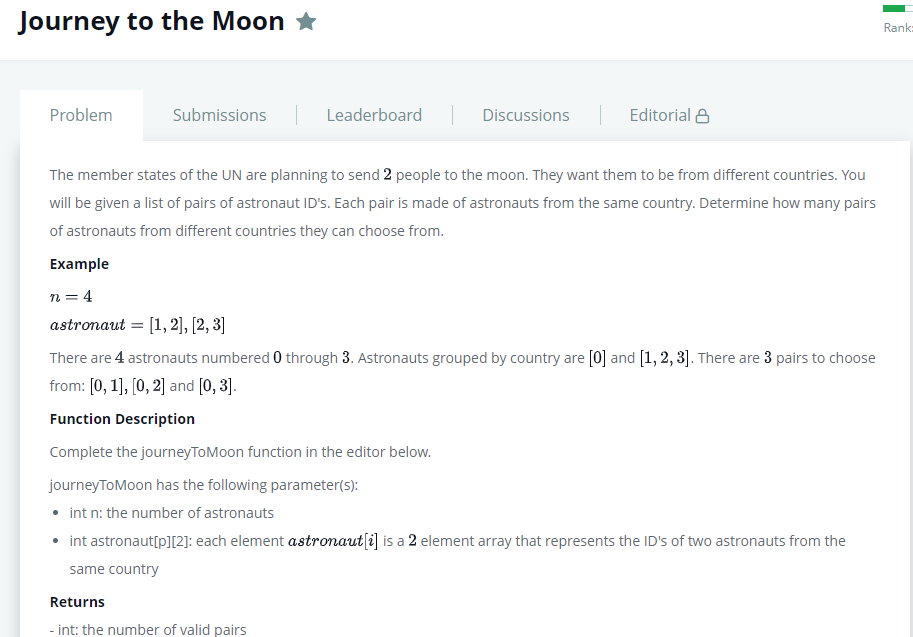 Journey to the Moon
Rank:
Problem
Submissions
Leaderboard
Discussions
Editorial
The member states of the UN are planning to send 2 people to the moon. They want them to be from different countries. You
will be given a list of pairs of astronaut ID's. Each pair is made of astronauts from the same country. Determine how many pairs
of astronauts from different countries they can choose from.
Example
n = 4
astronaut = [1, 2], [2, 3]
There are 4 astronauts numbered 0 through 3. Astronauts grouped by country are [0] and [1, 2, 3]. There are 3 pairs to choose
from: [0, 1], [0, 2] and [0, 3].
Function Description
Complete the journeyToMoon function in the editor below.
journeyToMoon has the following parameter(s):
• int n: the number of astronauts
• int astronaut[p][2]: each element astronaut[i] is a 2 element array that represents the ID's of two astronauts from the
same country
Returns
- int: the number of valid pairs